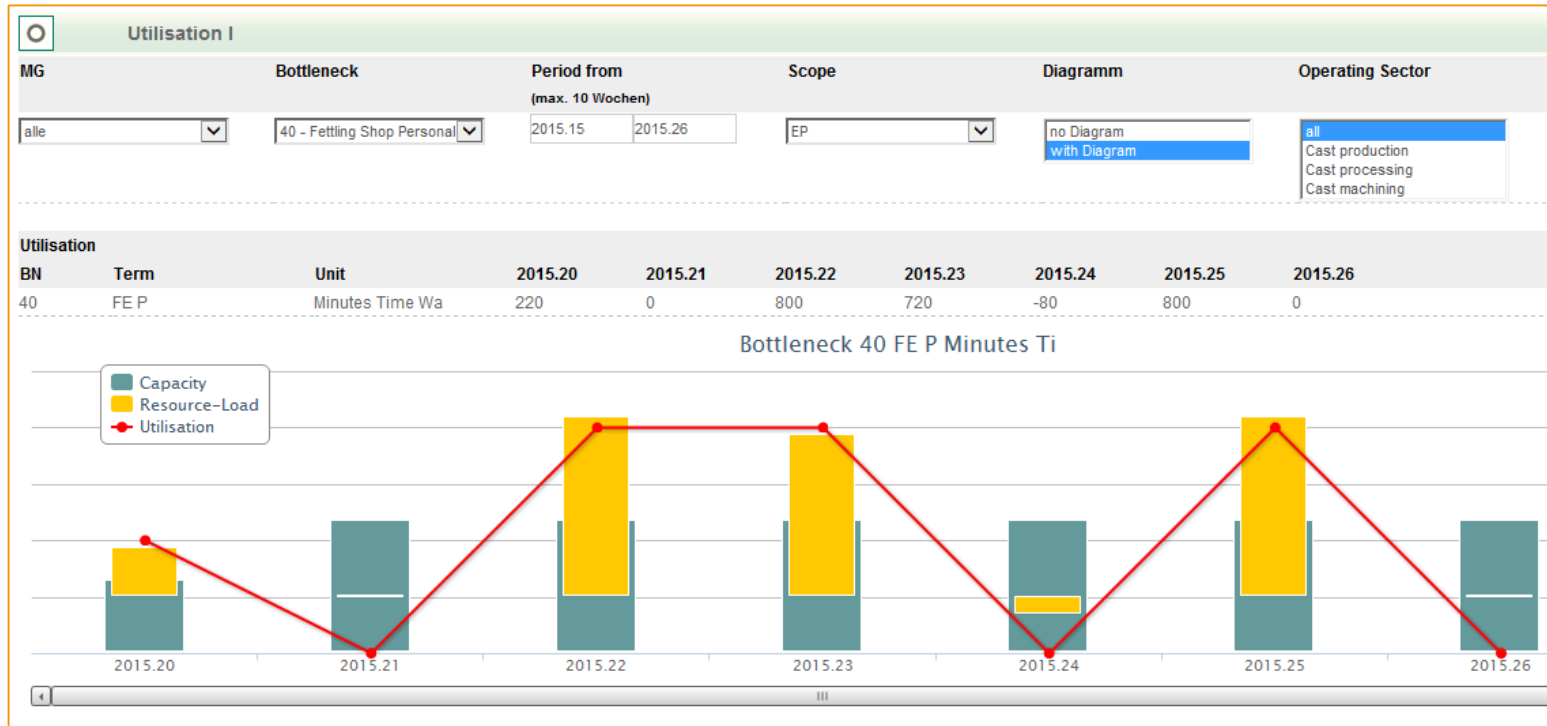 Utilisation I
MG Bottleneck Period from Scope Diagramm Operating Sector
(max. 10 Wochen)
alle 40 - Fettling Shop Personal 2015.15 2015.26 EP no Diagram all
with Diagram Cast production
Cast processing
Cast machining
Utilisation
BN Term Unit 2015.20 2015.21 2015.22 2015.23 2015.24 2015.25 2015.26
40 FE P Minutes Time Wa 220 0 800 720 -80 800 0
Bottleneck 40 FE P Minutes Ti
Capacity
Resource-Load
Utilisation
2015.20 2015.21 2015.22 2015.23 2015.24 2015.25 2015.26